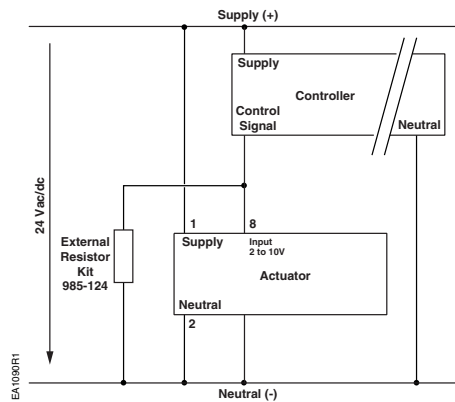 Supply (+)
Supply
Controller
Control
Signal
Neutral
24 Vac/dc
External
Resistor
Kit
985-124
1
8
Supply
Input
2 to 10V
Actuator
Neutral
2
EA1090R1
Neutral (-)